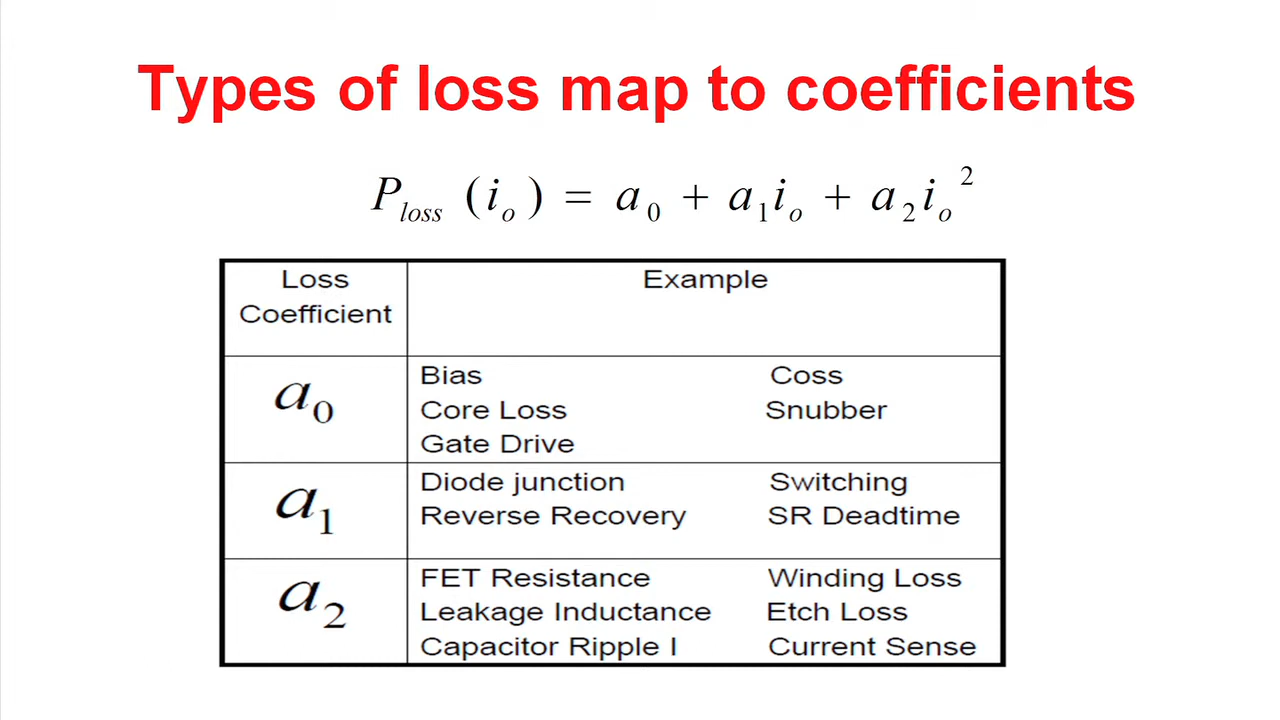 Types of loss map to coefficients
P_loss (i_o) = a_0 + a_1 i_o + a_2 i_o^2
Loss Coefficient
Example
a_0
Bias Coss
Core Loss Snubber
Gate Drive
a_1
Diode junction Switching
Reverse Recovery SR Deadtime
a_2
FET Resistance Winding Loss
Leakage Inductance Etch Loss
Capacitor Ripple I Current Sense